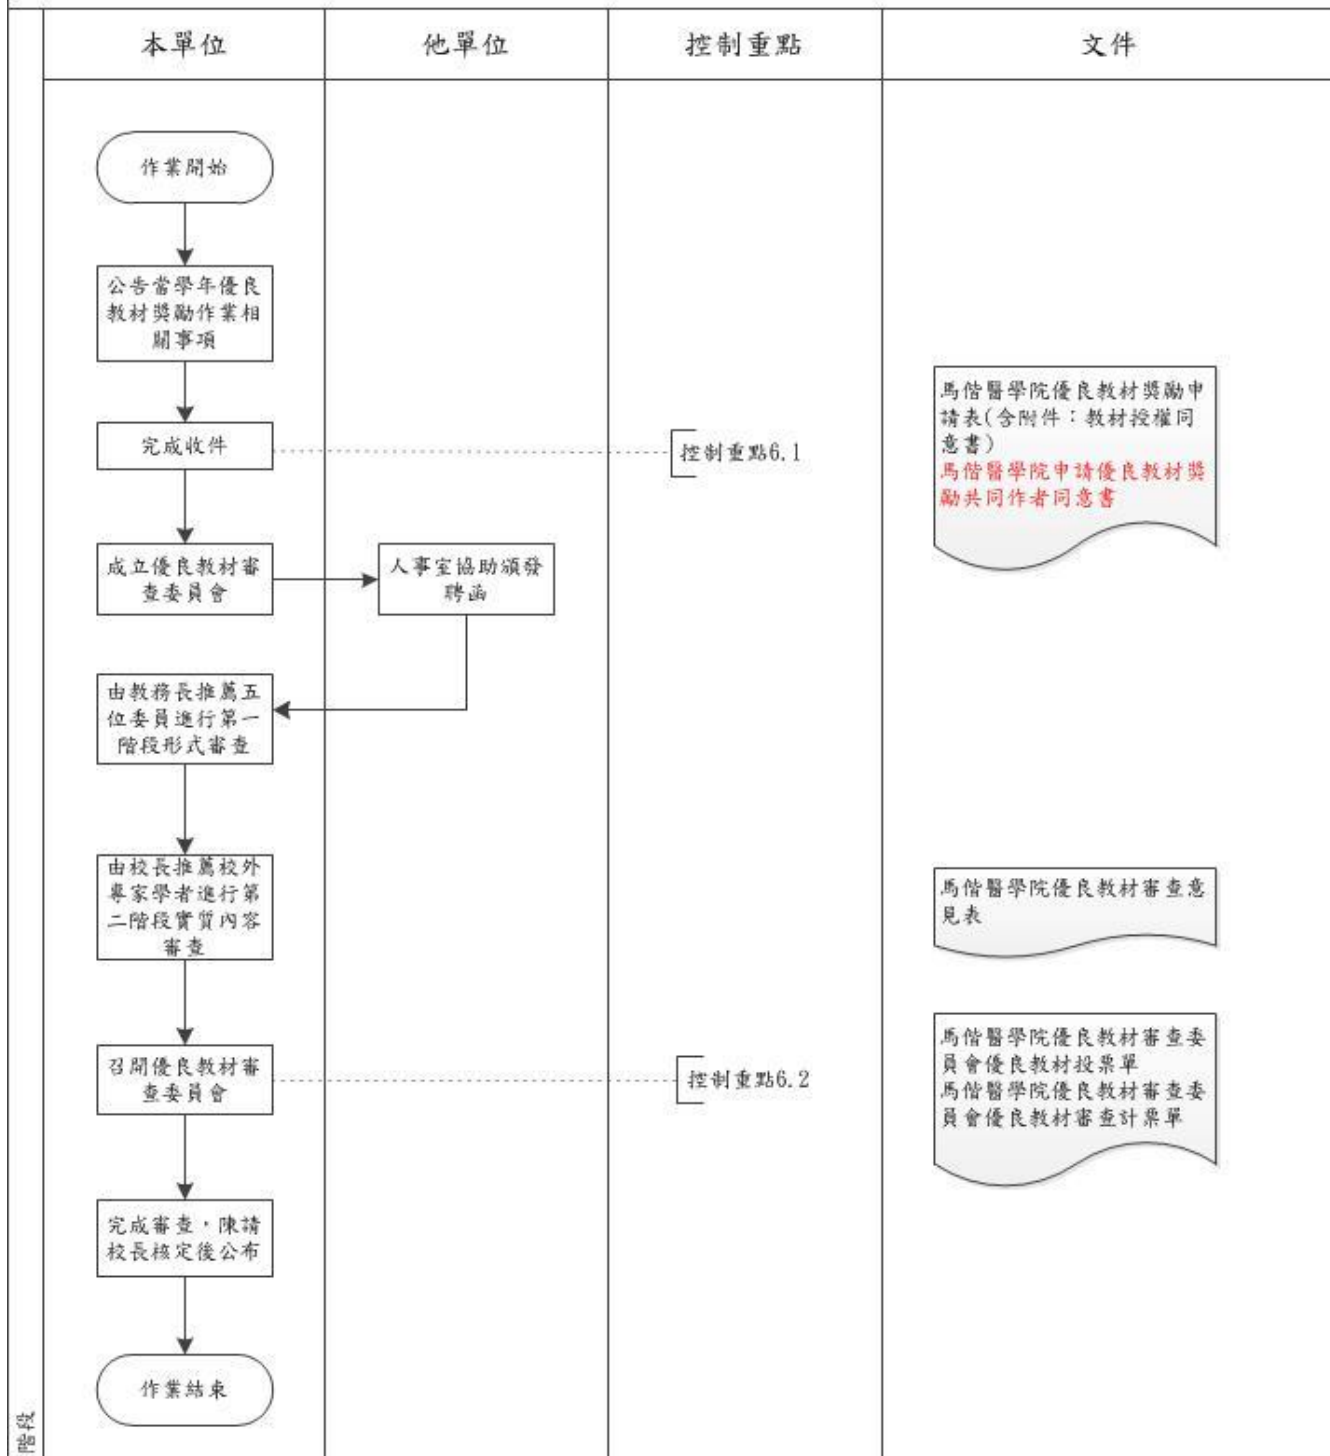 本單位
他單位
控制重點
文件
作業開始
公告當學年優良
教材獎勵作業相
關事項
馬偕醫學院優良教材獎勵申
請表(含附件：教材授權同
意書)
馬偕醫學院申請優良教材獎
勵共同作者同意書
完成收件
控制重點6.1
成立優良教材審
查委員會
人事室協助頒發
聘函
由教務長推薦五
位委員進行第一
階段形式審查
由校長推薦校外
專家學者進行第
二階段實質內容
審查
馬偕醫學院優良教材審查意
見表
召開優良教材審
查委員會
控制重點6.2
馬偕醫學院優良教材審查委
員會優良教材投票單
馬偕醫學院優良教材審查委
員會優良教材審查計票單
完成審查，陳請
校長核定後公布
作業結束
階段